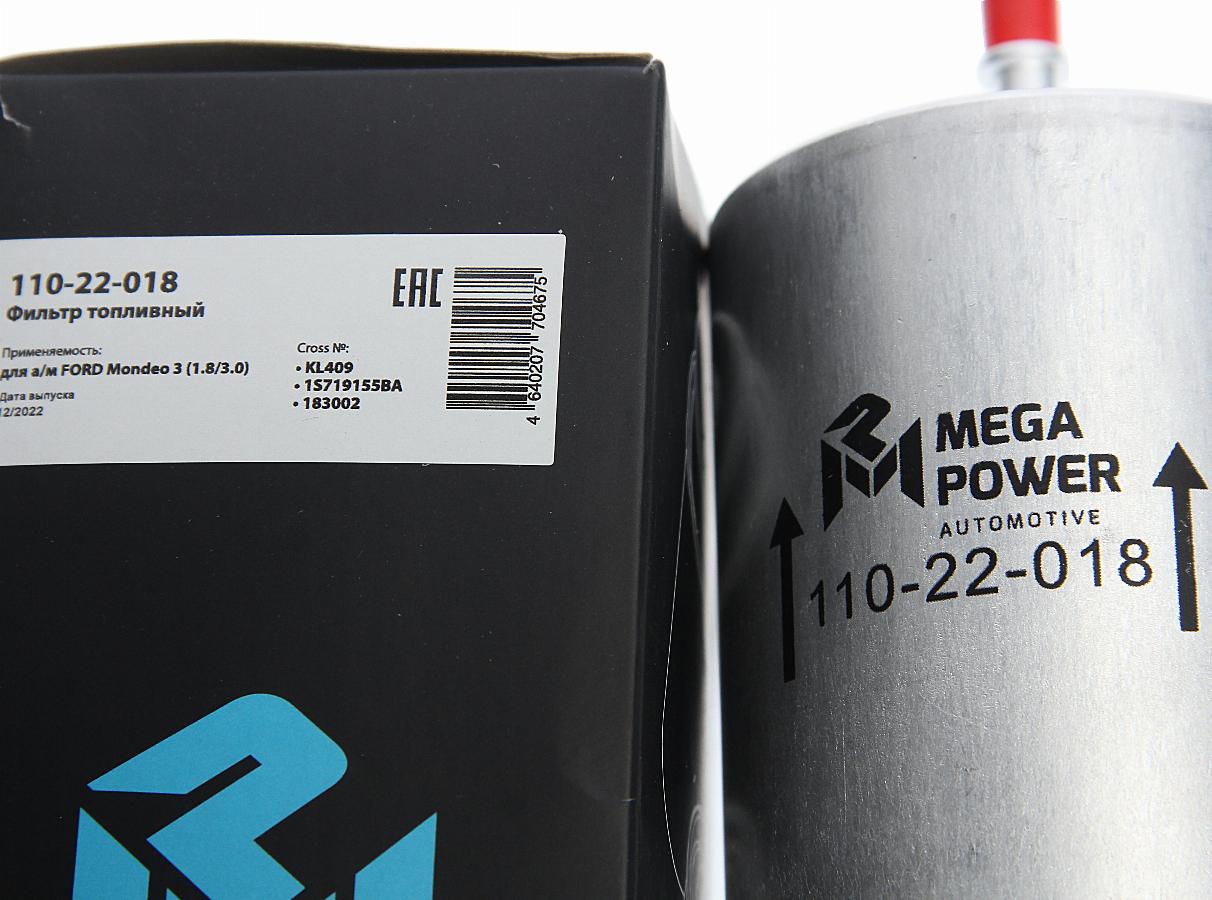 110-22-018
Фильтр топливный
EAC
Применяемость:
для а/м FORD Mondeo 3 (1.8/3.0)
Дата выпуска
12/2022
Cross №:
• KL409
• 1S719155BA
• 183002
4 640207 704675
MEGA
POWER
AUTOMOTIVE
110-22-018